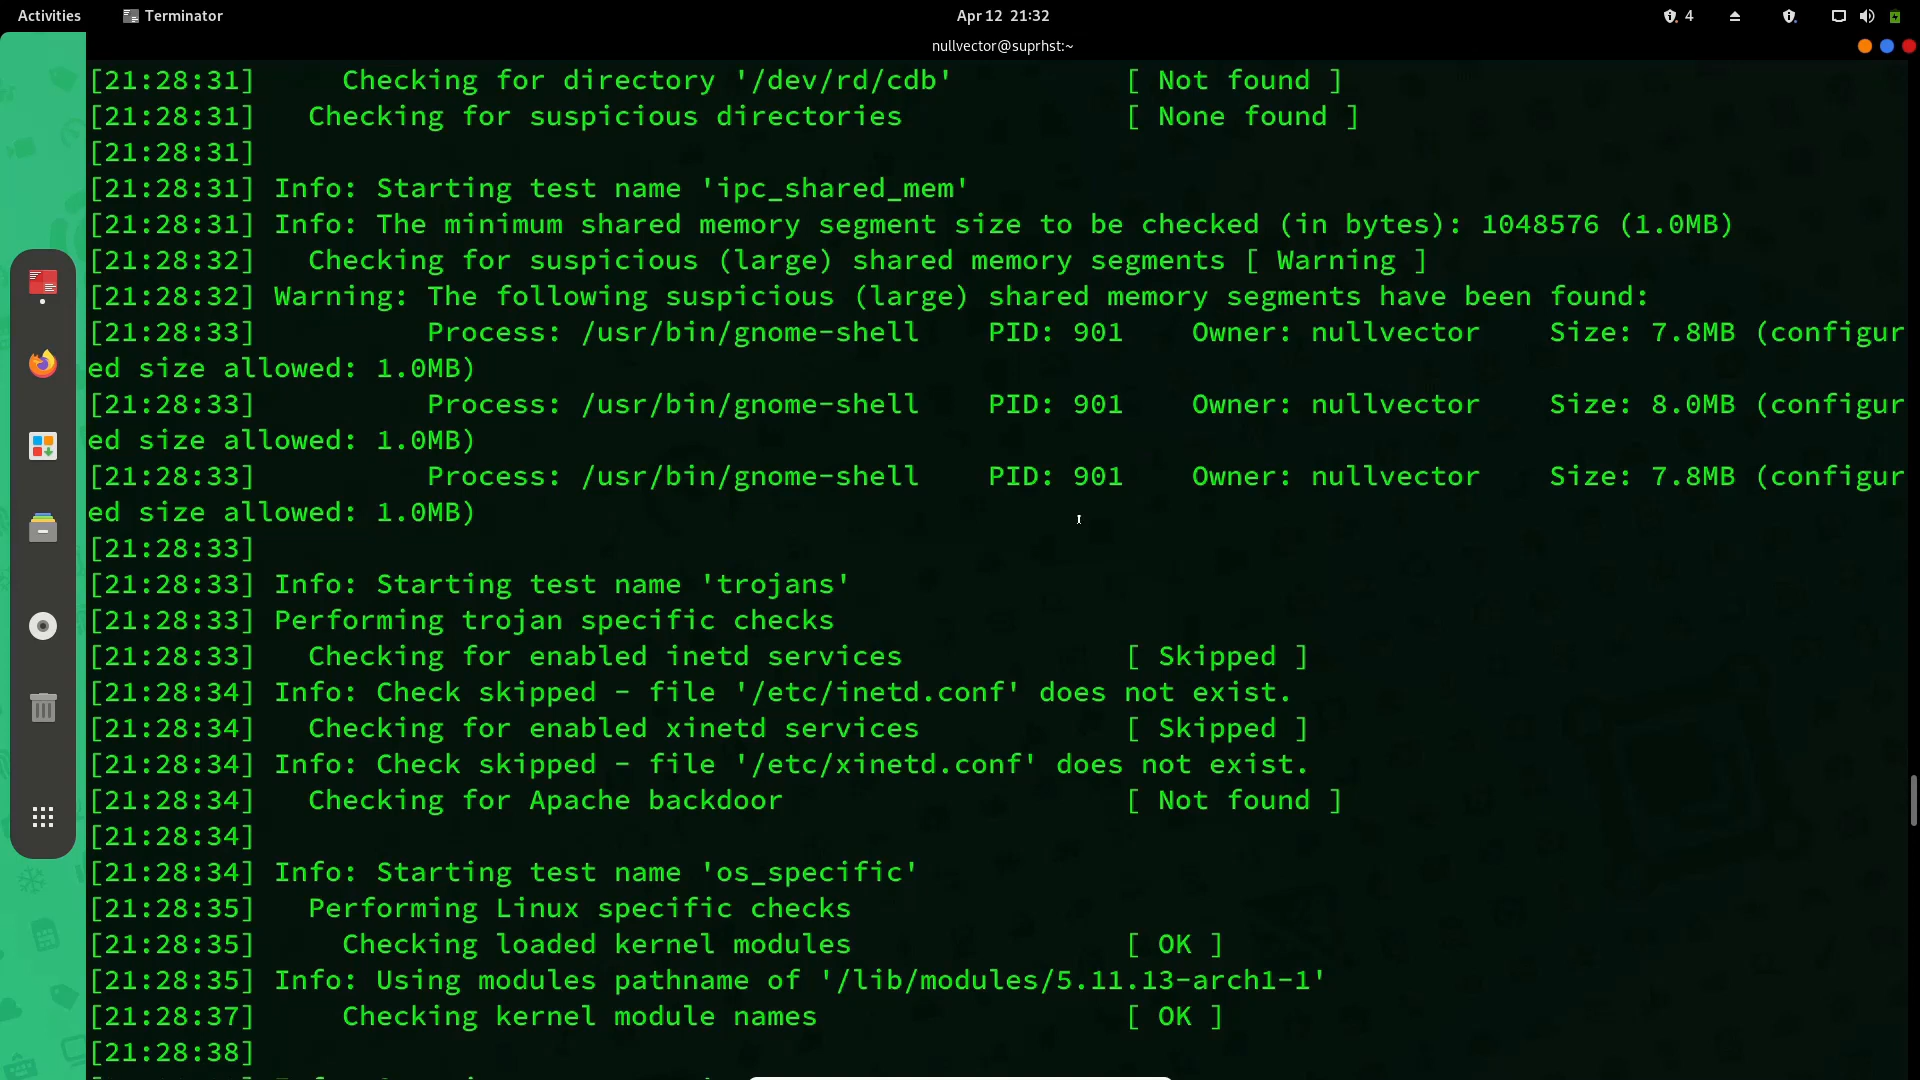 Activities Terminator Apr 12 21:32 4
nullvector@suprhst:~
[21:28:31] Checking for directory '/dev/rd/cdb' [ Not found ]
[21:28:31] Checking for suspicious directories [ None found ]
[21:28:31]
[21:28:31] Info: Starting test name 'ipc_shared_mem'
[21:28:31] Info: The minimum shared memory segment size to be checked (in bytes): 1048576 (1.0MB)
[21:28:32] Checking for suspicious (large) shared memory segments [ Warning ]
[21:28:32] Warning: The following suspicious (large) shared memory segments have been found:
[21:28:33] Process: /usr/bin/gnome-shell PID: 901 Owner: nullvector Size: 7.8MB (configur
ed size allowed: 1.0MB)
[21:28:33] Process: /usr/bin/gnome-shell PID: 901 Owner: nullvector Size: 8.0MB (configur
ed size allowed: 1.0MB)
[21:28:33] Process: /usr/bin/gnome-shell PID: 901 Owner: nullvector Size: 7.8MB (configur
ed size allowed: 1.0MB)
[21:28:33]
[21:28:33] Info: Starting test name 'trojans'
[21:28:33] Performing trojan specific checks
[21:28:33] Checking for enabled inetd services [ Skipped ]
[21:28:34] Info: Check skipped - file '/etc/inetd.conf' does not exist.
[21:28:34] Checking for enabled xinetd services [ Skipped ]
[21:28:34] Info: Check skipped - file '/etc/xinetd.conf' does not exist.
[21:28:34] Checking for Apache backdoor [ Not found ]
[21:28:34]
[21:28:34] Info: Starting test name 'os_specific'
[21:28:35] Performing Linux specific checks
[21:28:35] Checking loaded kernel modules [ OK ]
[21:28:35] Info: Using modules pathname of '/lib/modules/5.11.13-arch1-1'
[21:28:37] Checking kernel module names [ OK ]
[21:28:38]